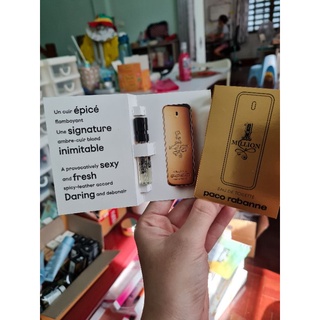 Un cuir épicé
flamboyant
Une signature
ambre-cuir blond
inimitable
A provocatively sexy
and fresh
spicy-leather accord
Daring and debonair
1
MILLION
paco rabanne